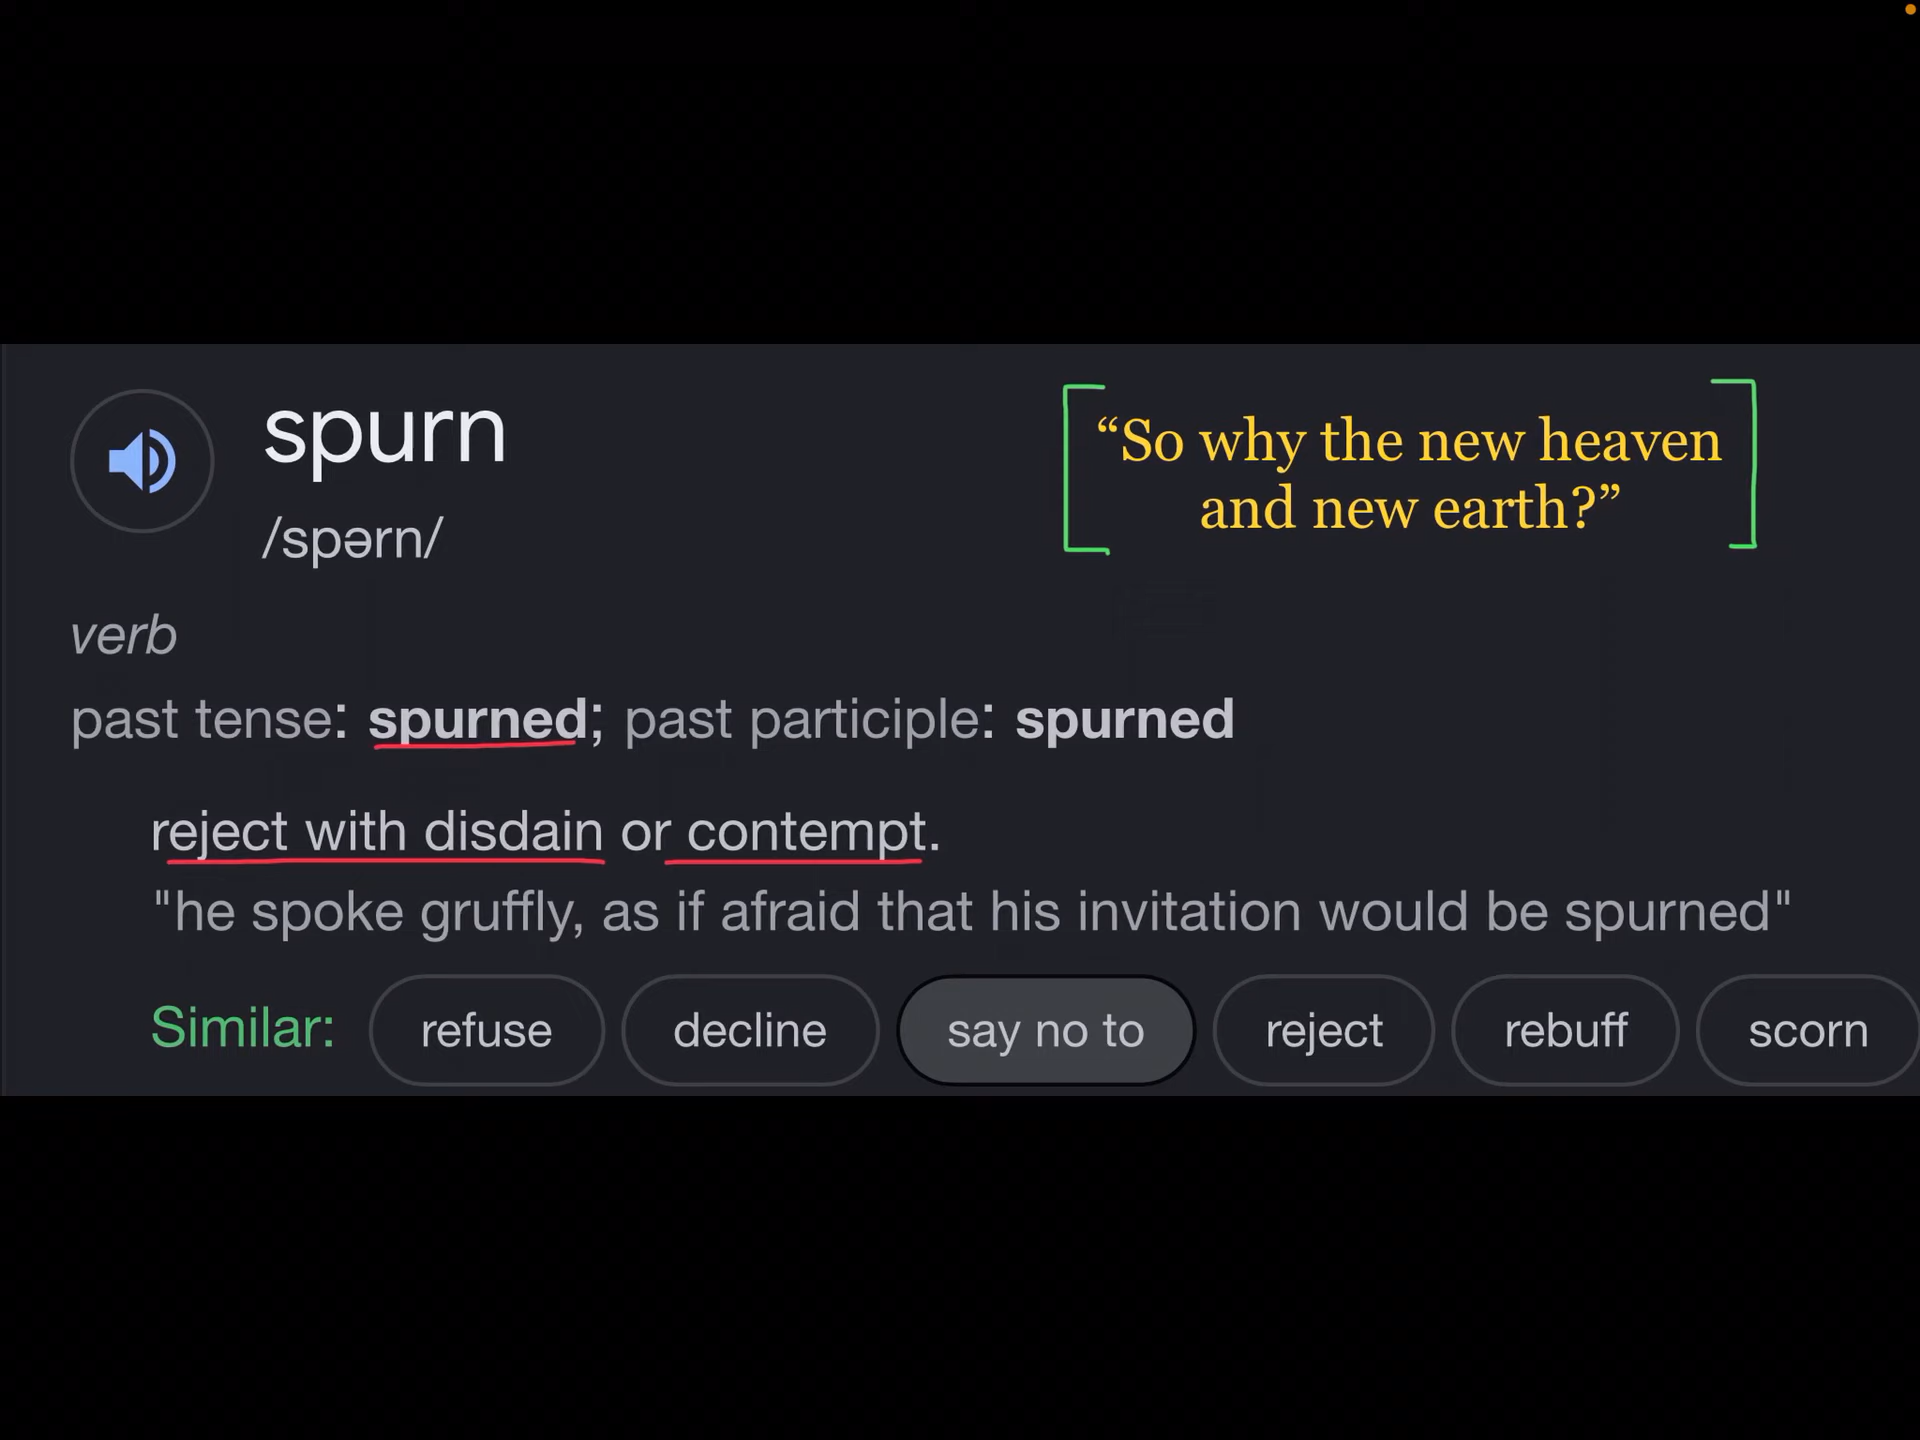 spurn
/spərn/
“So why the new heaven
and new earth?”
verb
past tense: spurned; past participle: spurned
reject with disdain or contempt.
"he spoke gruffly, as if afraid that his invitation would be spurned"
Similar: refuse decline say no to reject rebuff scorn